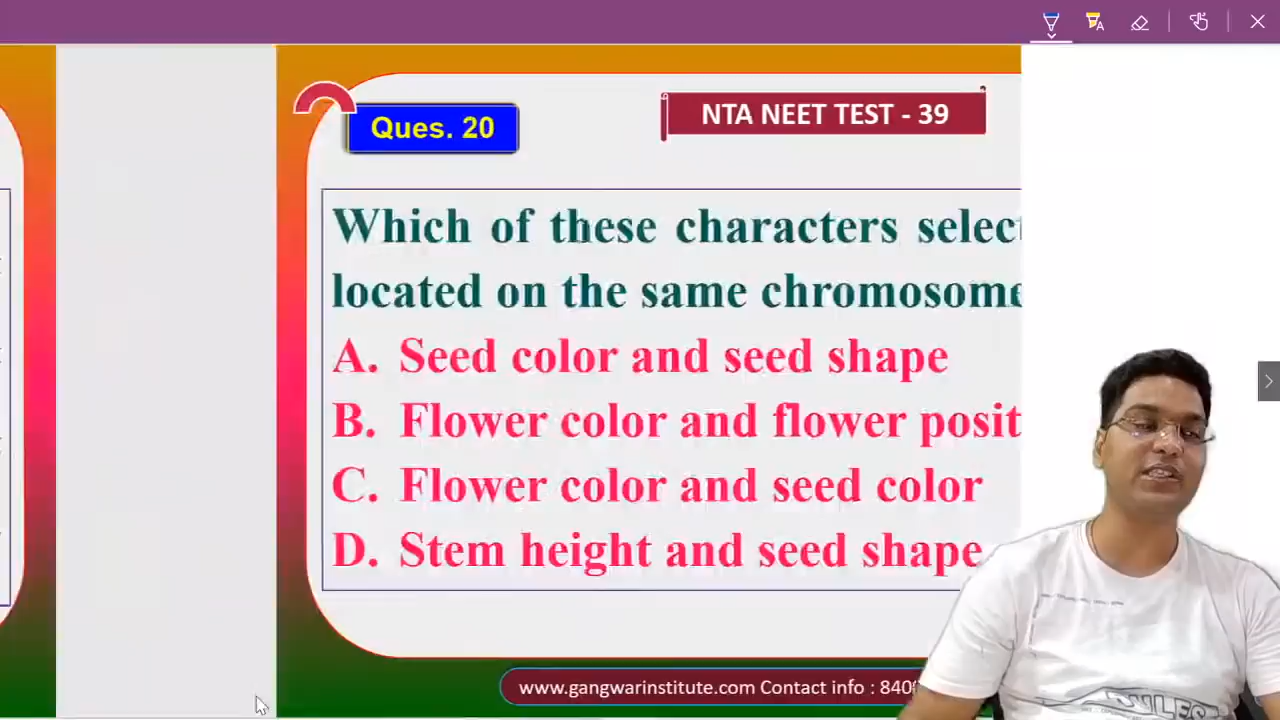 Ques. 20
NTA NEET TEST - 39
Which of these characters select
located on the same chromosome
A. Seed color and seed shape
B. Flower color and flower posit
C. Flower color and seed color
D. Stem height and seed shape
www.gangwarinstitute.com Contact info : 840